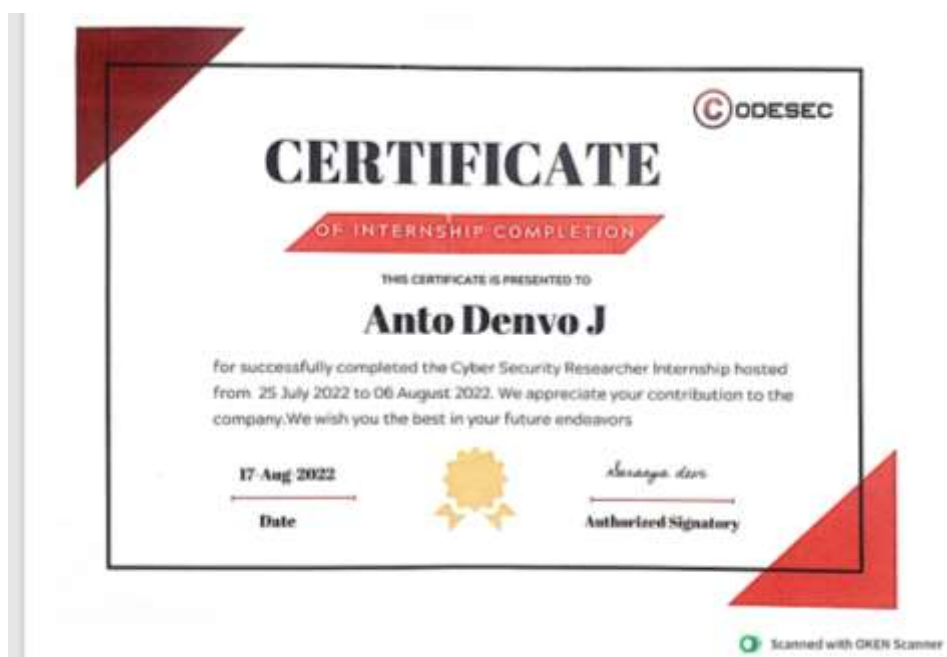 CODESEC
CERTIFICATE
OF INTERNSHIP COMPLETION
THIS CERTIFICATE IS PRESENTED TO
Anto Denvo J
for successfully completed the Cyber Security Researcher Internship hosted
from 25 July 2022 to 06 August 2022. We appreciate your contribution to the
company.We wish you the best in your future endeavors
17-Aug-2022
Date
Saranya devi
Authorized Signatory
Scanned with OKEN Scanner